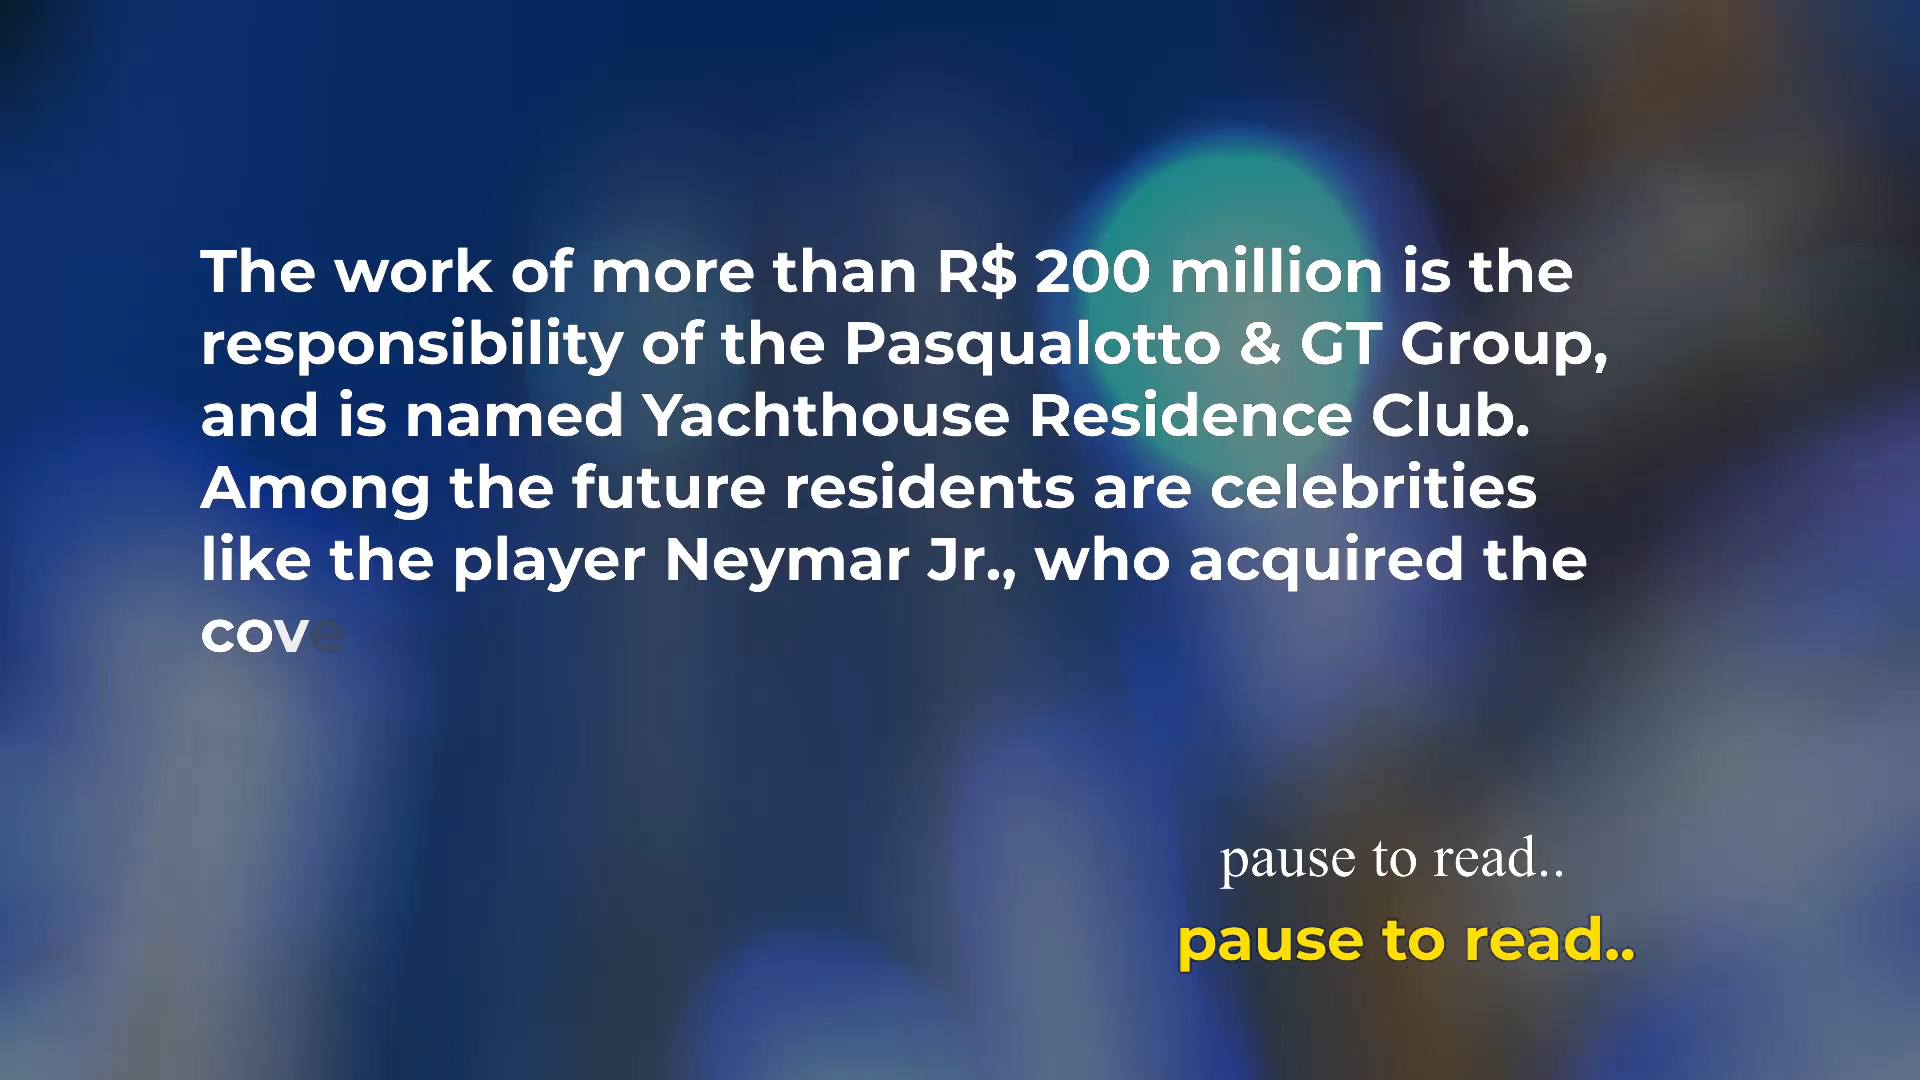 The work of more than R$ 200 million is the
responsibility of the Pasqualotto & GT Group,
and is named Yachthouse Residence Club.
Among the future residents are celebrities
like the player Neymar Jr., who acquired the
cove
pause to read..
pause to read..